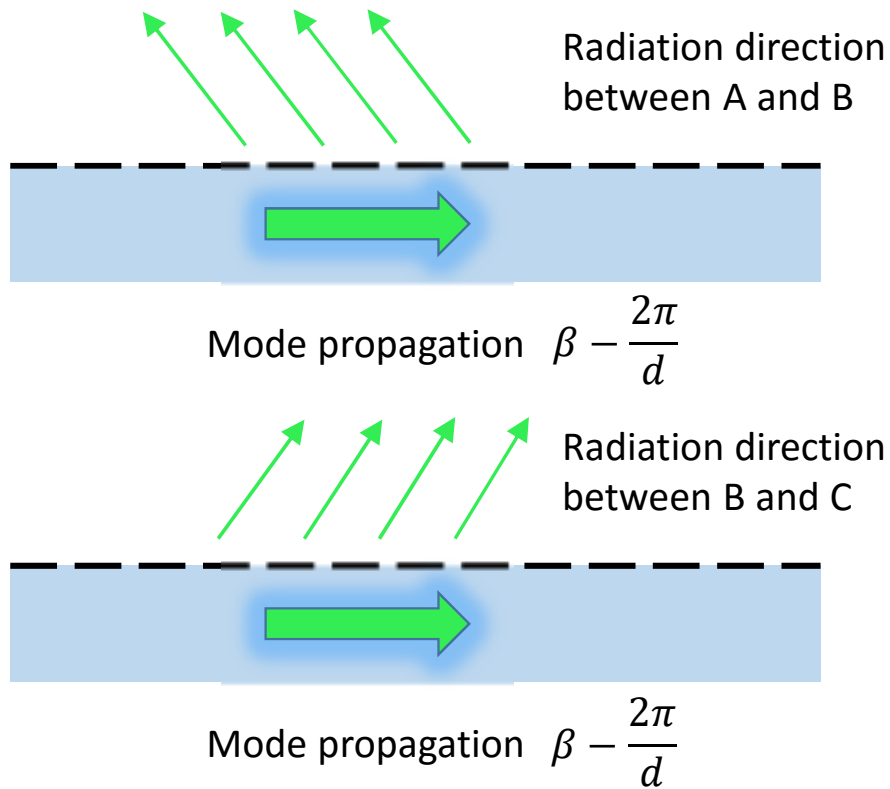 Radiation direction
between A and B
Mode propagation β − 2π/d
Radiation direction
between B and C
Mode propagation β − 2π/d